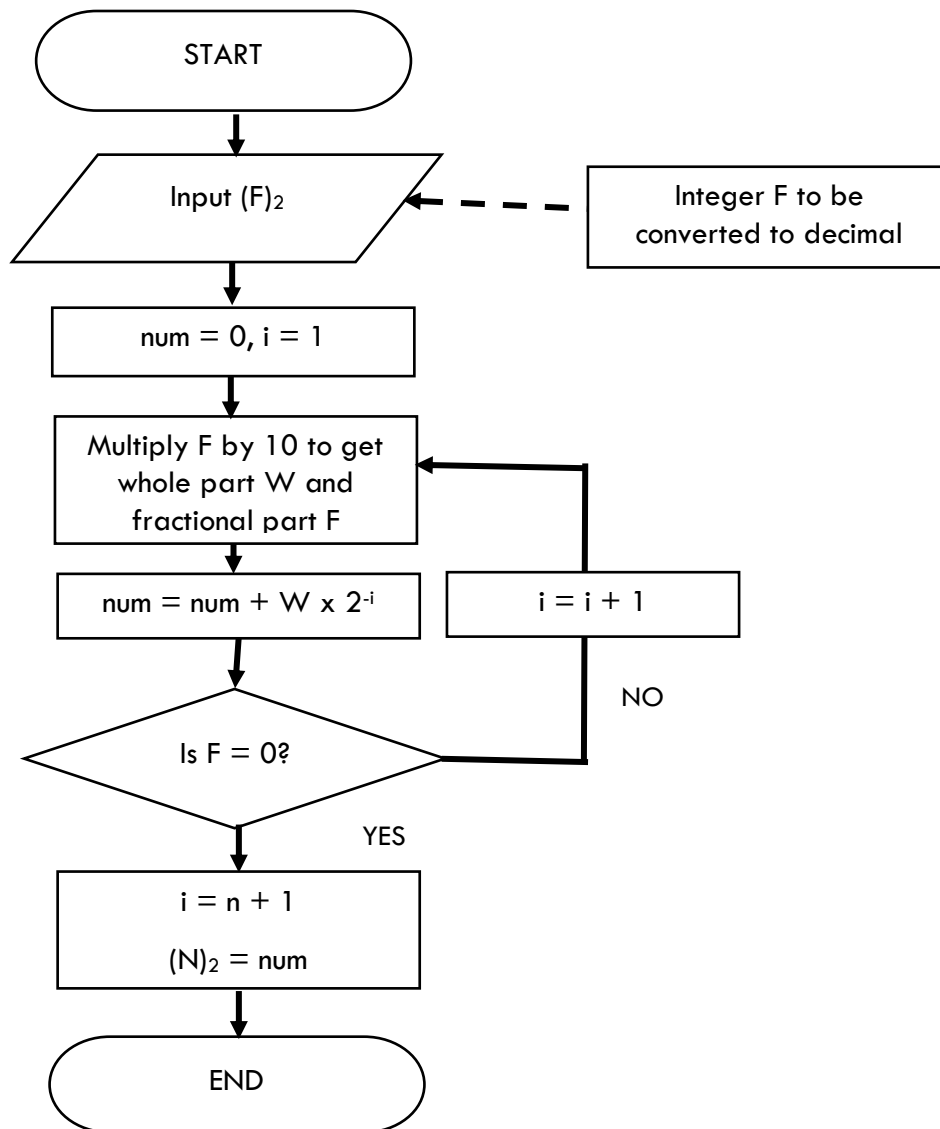 START
Input (F)₂
Integer F to be
converted to decimal
num = 0, i = 1
Multiply F by 10 to get
whole part W and
fractional part F
num = num + W x 2⁻ⁱ
i = i + 1
NO
Is F = 0?
YES
i = n + 1
(N)₂ = num
END